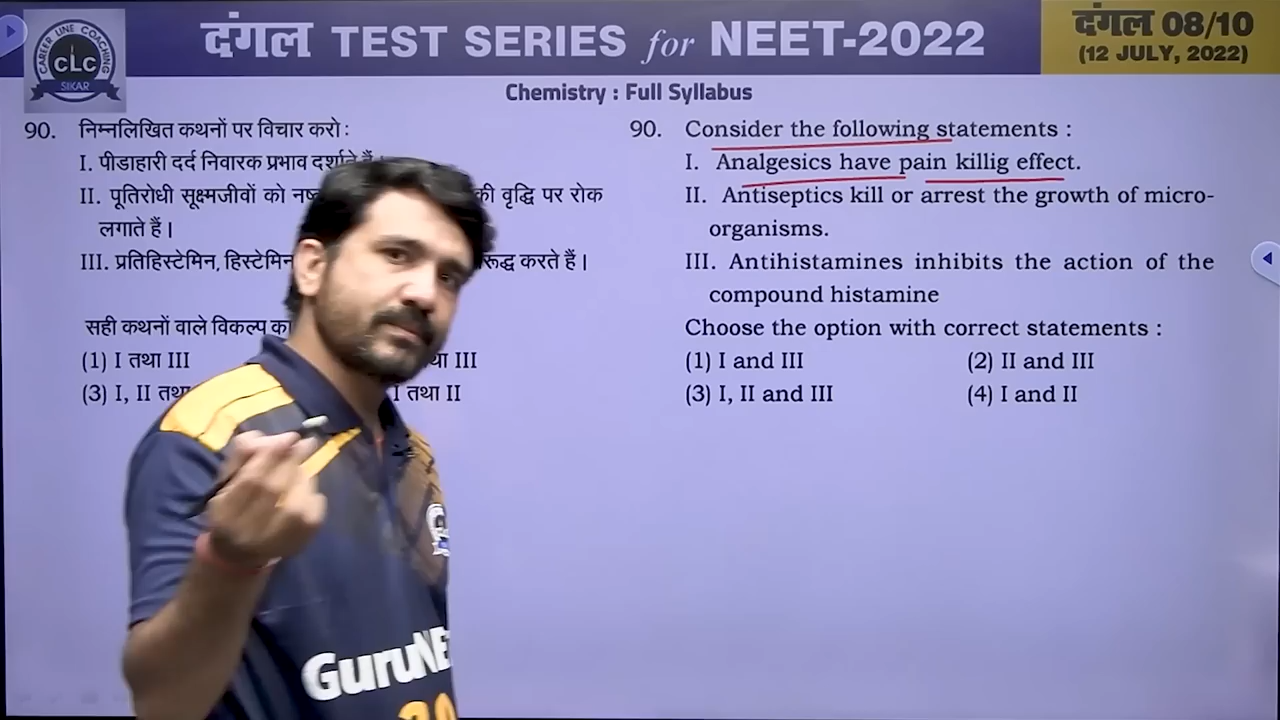 CAREER LINE COACHING
CLC
SIKAR
दंगल TEST SERIES for NEET-2022
दंगल 08/10
(12 JULY, 2022)
Chemistry : Full Syllabus
90. निम्नलिखित कथनों पर विचार करो :
I. पीडाहारी दर्द निवारक प्रभाव दर्शाते हैं।
II. पूतिरोधी सूक्ष्मजीवों को की वृद्धि पर रोक
लगाते हैं।
III. प्रतिहिस्टेमिन, करते हैं।
सही कथनों वाले विकल्प
(1) I तथा III
III
(3) I, II
तथा II
90. Consider the following statements :
I. Analgesics have pain killig effect.
II. Antiseptics kill or arrest the growth of micro-
organisms.
III. Antihistamines inhibits the action of the
compound histamine
Choose the option with correct statements :
(1) I and III (2) II and III
(3) I, II and III (4) I and II